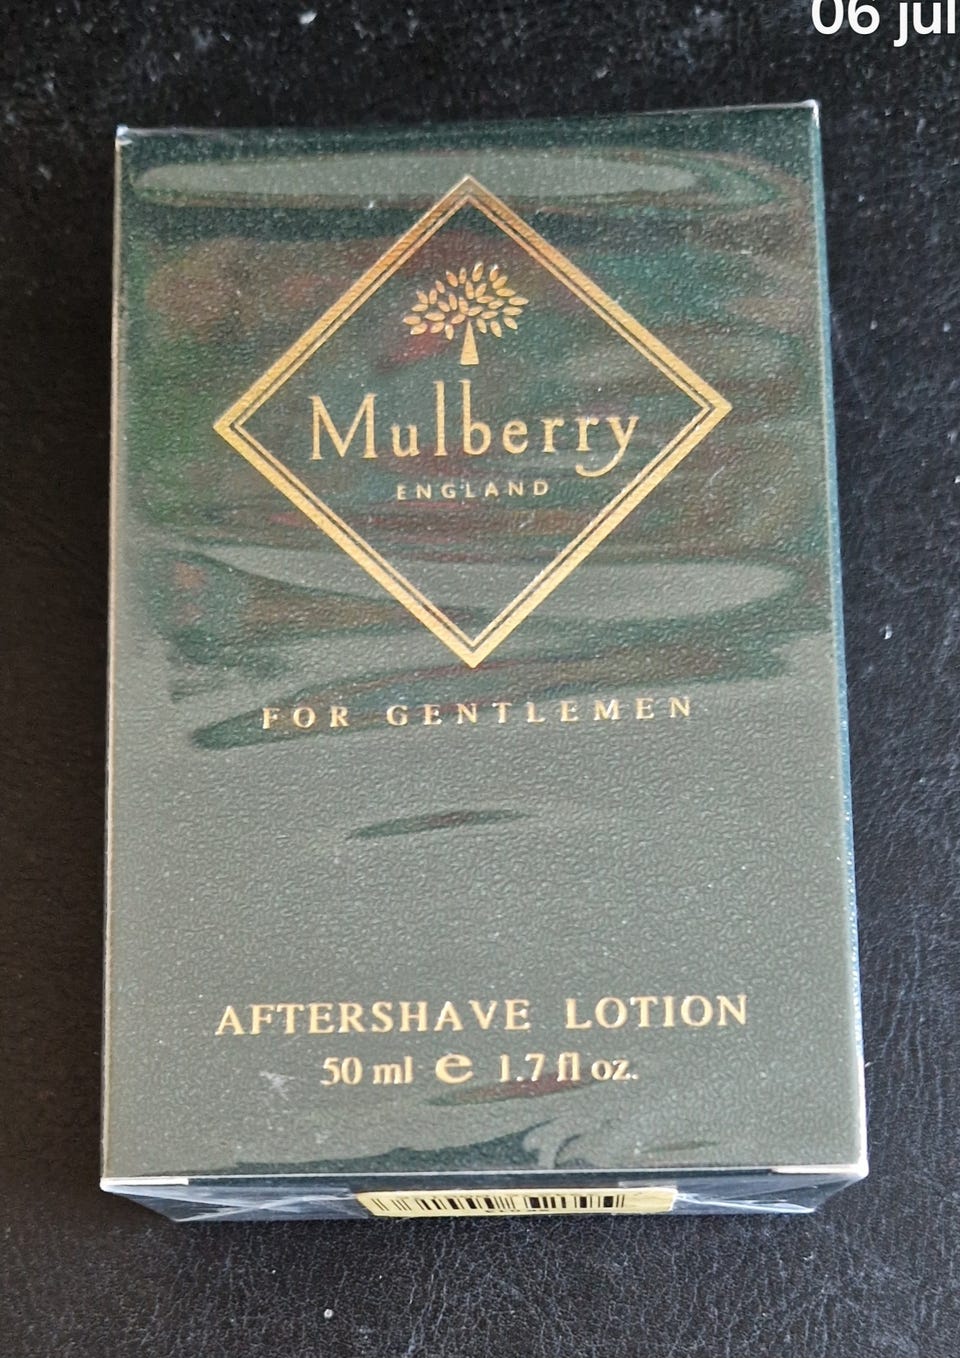 06 jul
Mulberry
ENGLAND
FOR GENTLEMEN
AFTERSHAVE LOTION
50 ml e 1.7 fl oz.